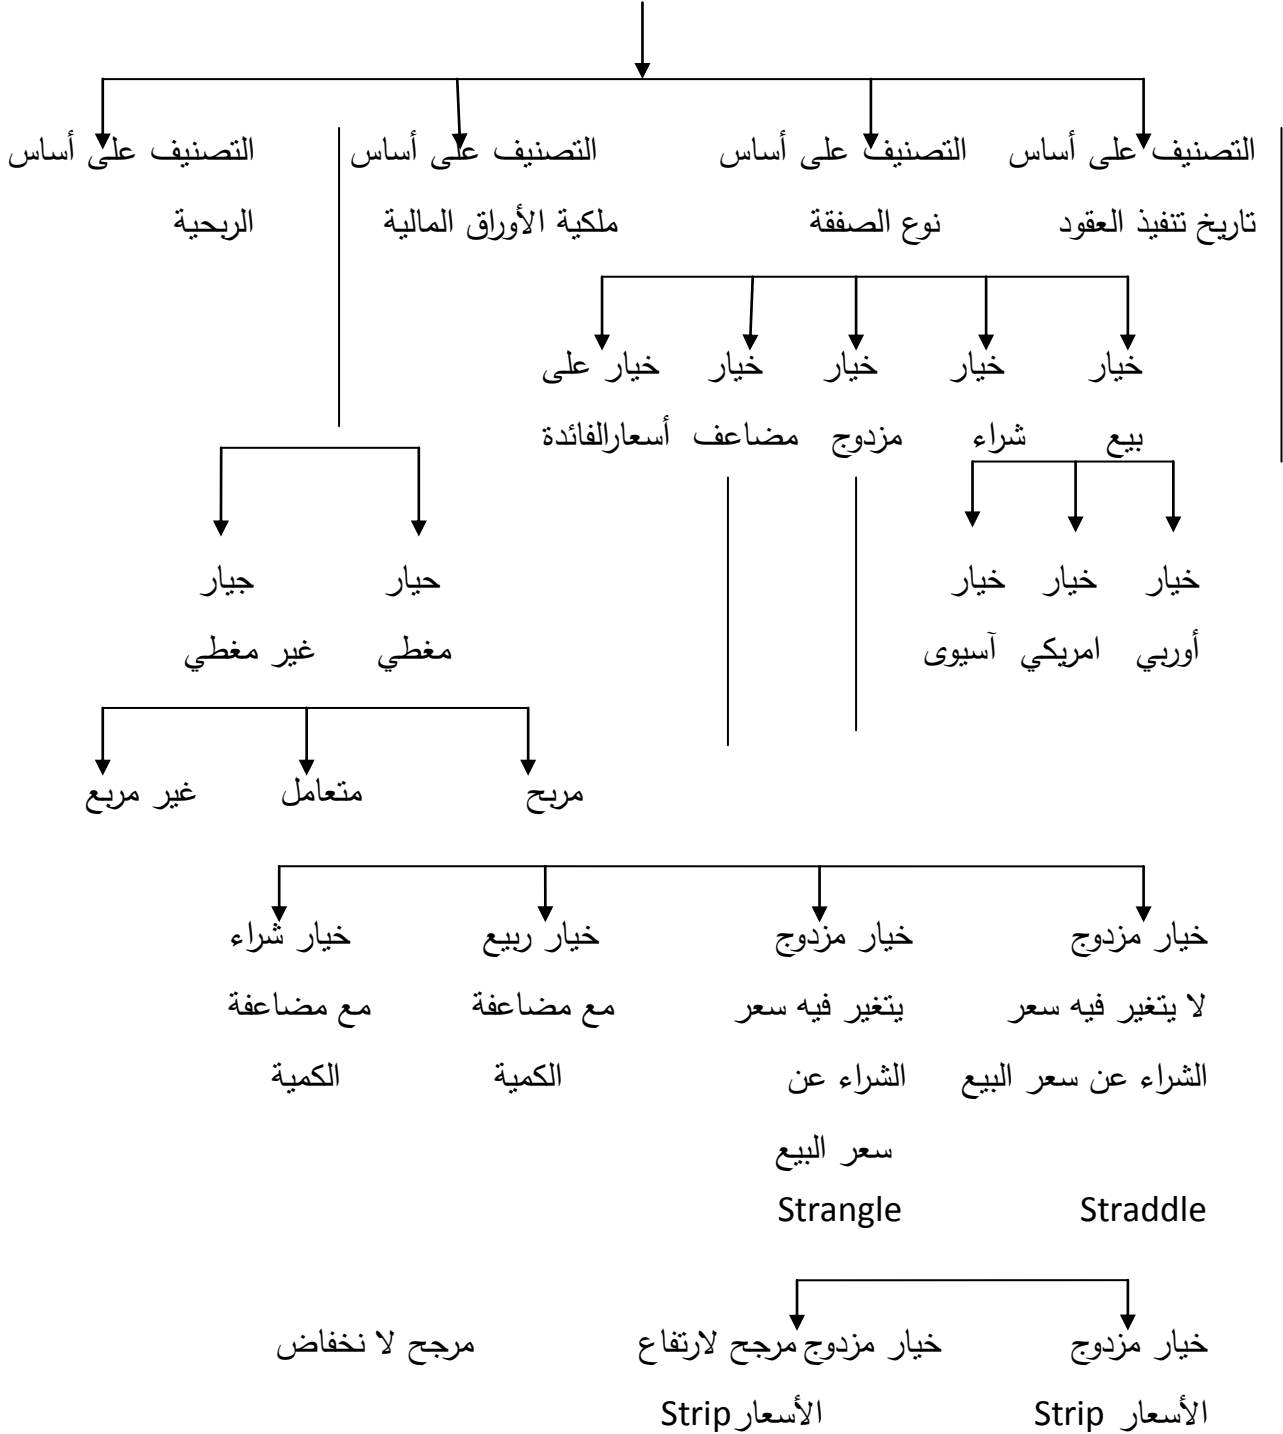 التصنيف على أساس التصنيف على أساس التصنيف على أساس التصنيف على أساس
تاريخ تنفيذ العقود نوع الصفقة ملكية الأوراق المالية الربحية
خيار خيار خيار خيار خيار على
بيع شراء مزدوج مضاعف أسعارالفائدة
خيار خيار خيار حيار جيار
أوربي امريكي آسيوى مغطي غير مغطي
مربح متعامل غير مربع
خيار مزدوج خيار مزدوج خيار ربيع خيار شراء
لا يتغير فيه سعر يتغير فيه سعر مع مضاعفة مع مضاعفة
الشراء عن سعر البيع الشراء عن الكمية الكمية
سعر البيع
Straddle Strangle
خيار مزدوج خيار مزدوج مرجح لارتفاع مرجح لا نخفاض
الأسعار Strip الأسعار Strip